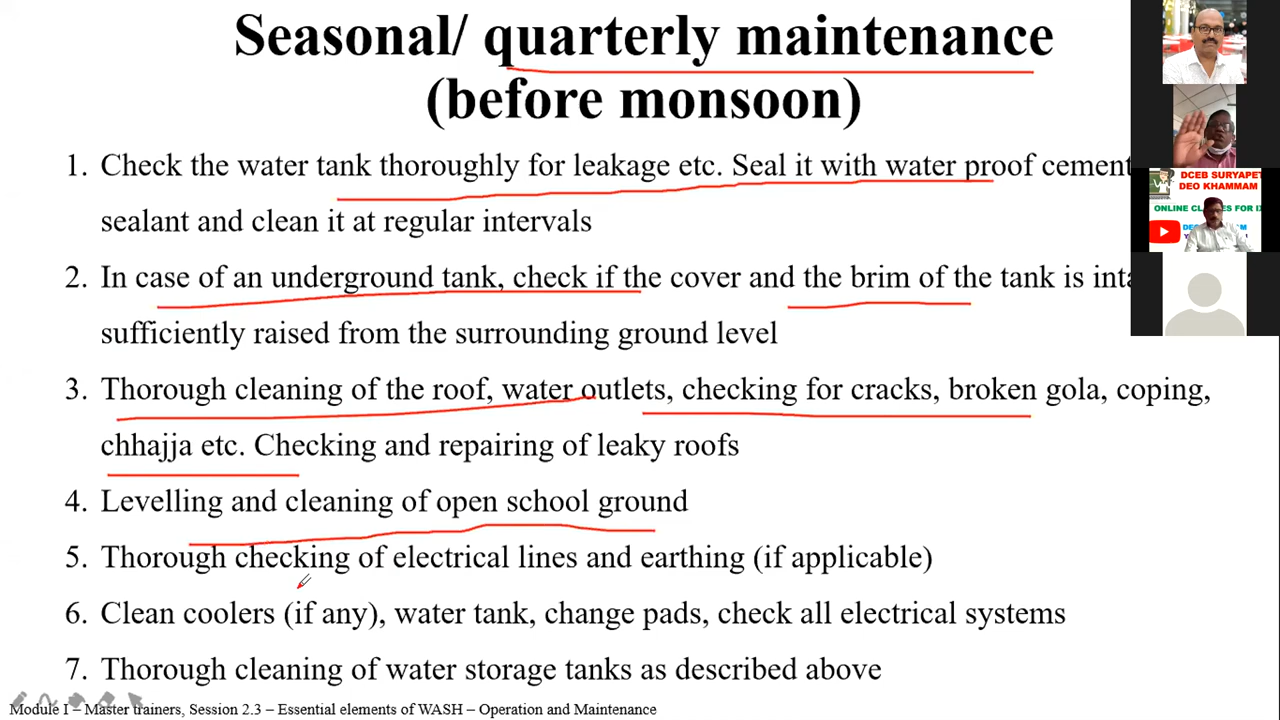 Seasonal/ quarterly maintenance
(before monsoon)
1. Check the water tank thoroughly for leakage etc. Seal it with water proof cement
sealant and clean it at regular intervals
2. In case of an underground tank, check if the cover and the brim of the tank is
sufficiently raised from the surrounding ground level
3. Thorough cleaning of the roof, water outlets, checking for cracks, broken gola, coping,
chhajja etc. Checking and repairing of leaky roofs
4. Levelling and cleaning of open school ground
5. Thorough checking of electrical lines and earthing (if applicable)
6. Clean coolers (if any), water tank, change pads, check all electrical systems
7. Thorough cleaning of water storage tanks as described above
Module I – Master trainers, Session 2.3 – Essential elements of WASH – Operation and Maintenance
DCEB SURYAPET
DEO KHAMMAM
ONLINE FOR